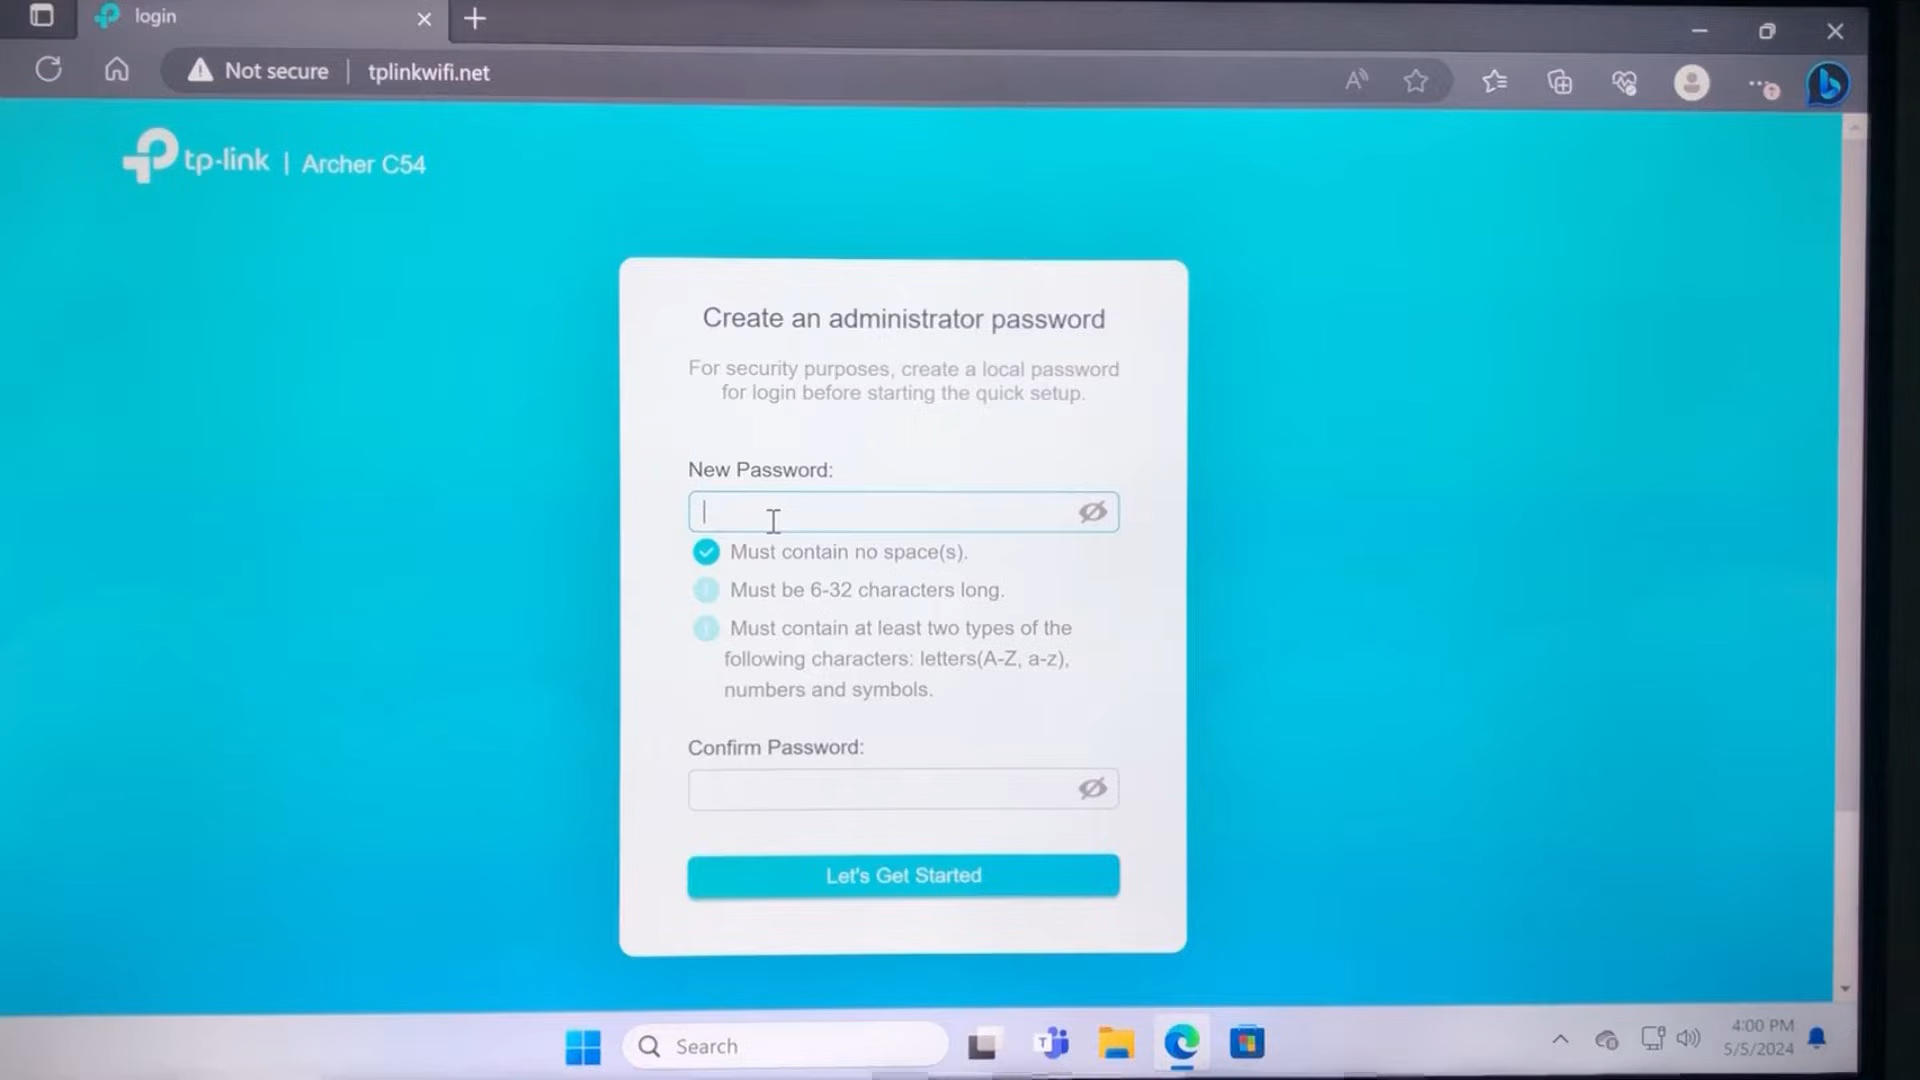 login
Not secure | tplinkwifi.net
tp-link | Archer C54
Create an administrator password
For security purposes, create a local password
for login before starting the quick setup.
New Password:
Must contain no space(s).
Must be 6-32 characters long.
Must contain at least two types of the
following characters: letters(A-Z, a-z),
numbers and symbols.
Confirm Password:
Let's Get Started
Search
4:00 PM
5/5/2024